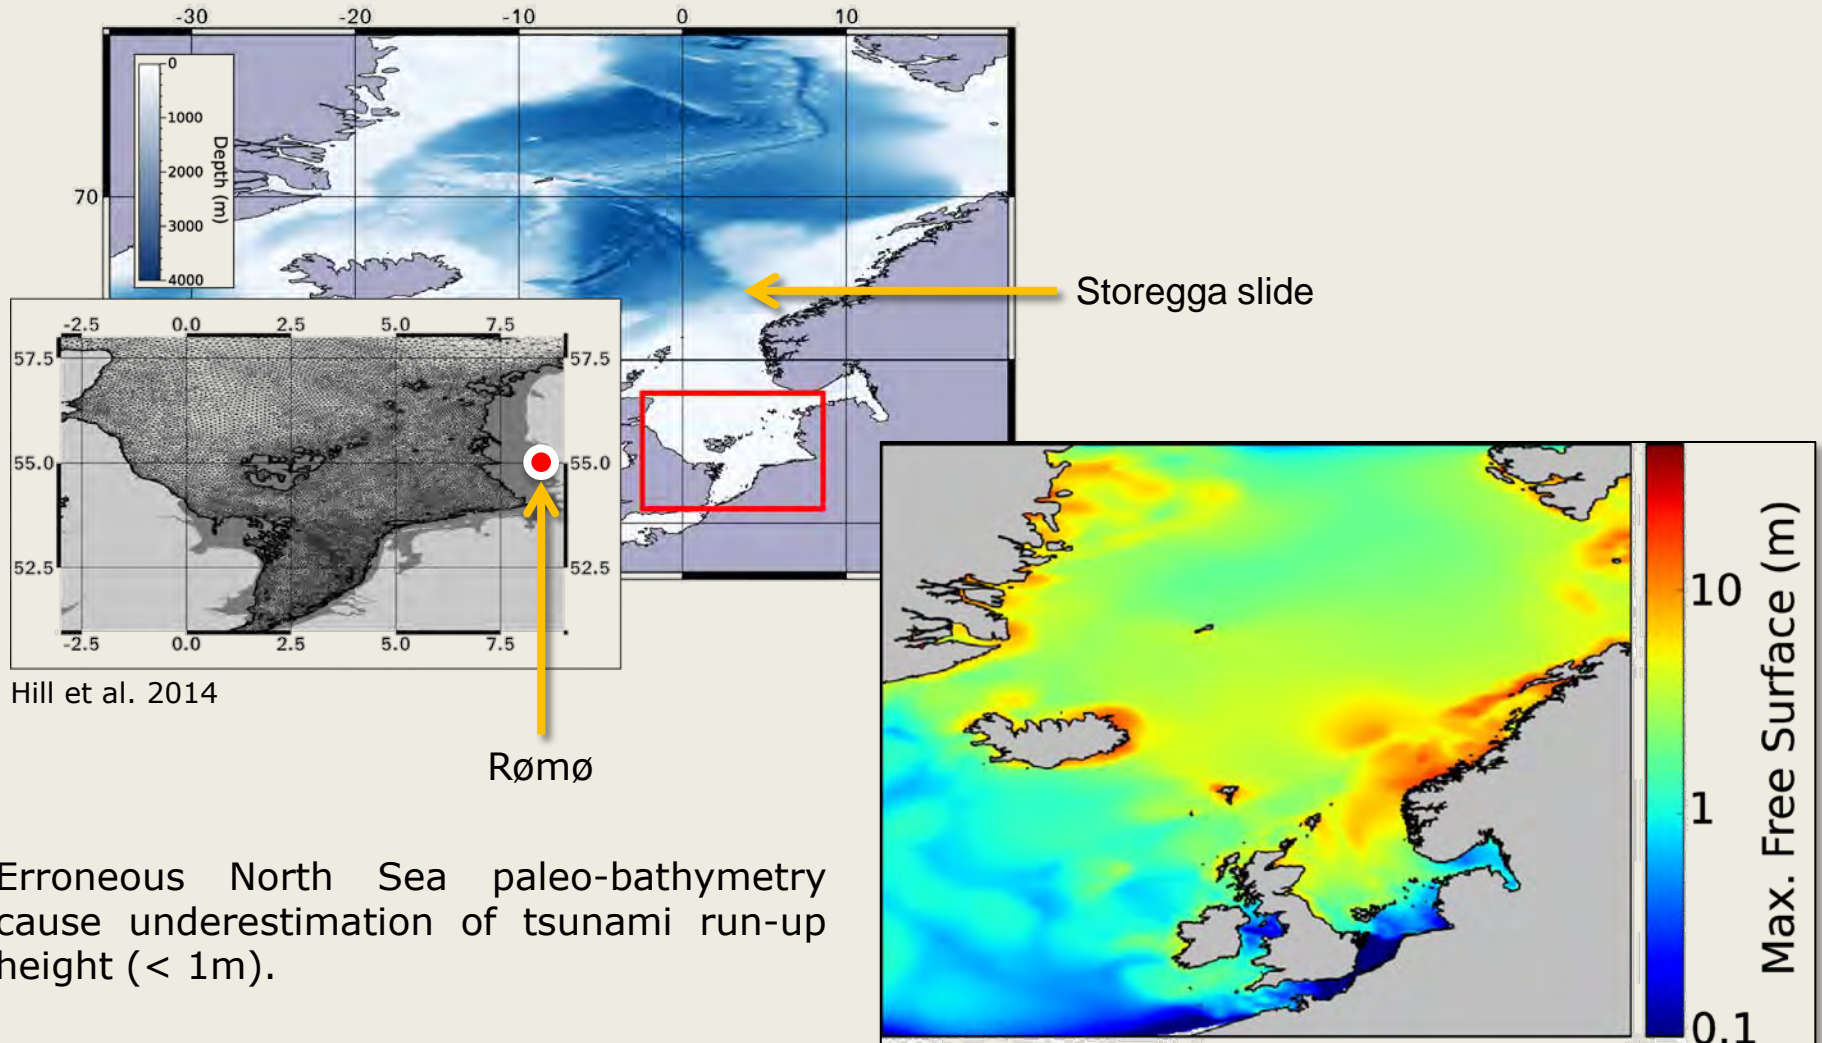 -30 -20 -10 0 10
0
1000
2000
3000
4000
Depth (m)
70
Storegga slide
-2.5 0.0 2.5 5.0 7.5
57.5 57.5
55.0 55.0
52.5 52.5
-2.5 0.0 2.5 5.0 7.5
Hill et al. 2014
Rømø
Erroneous North Sea paleo-bathymetry
cause underestimation of tsunami run-up
height (< 1m).
10
1
0.1
Max. Free Surface (m)